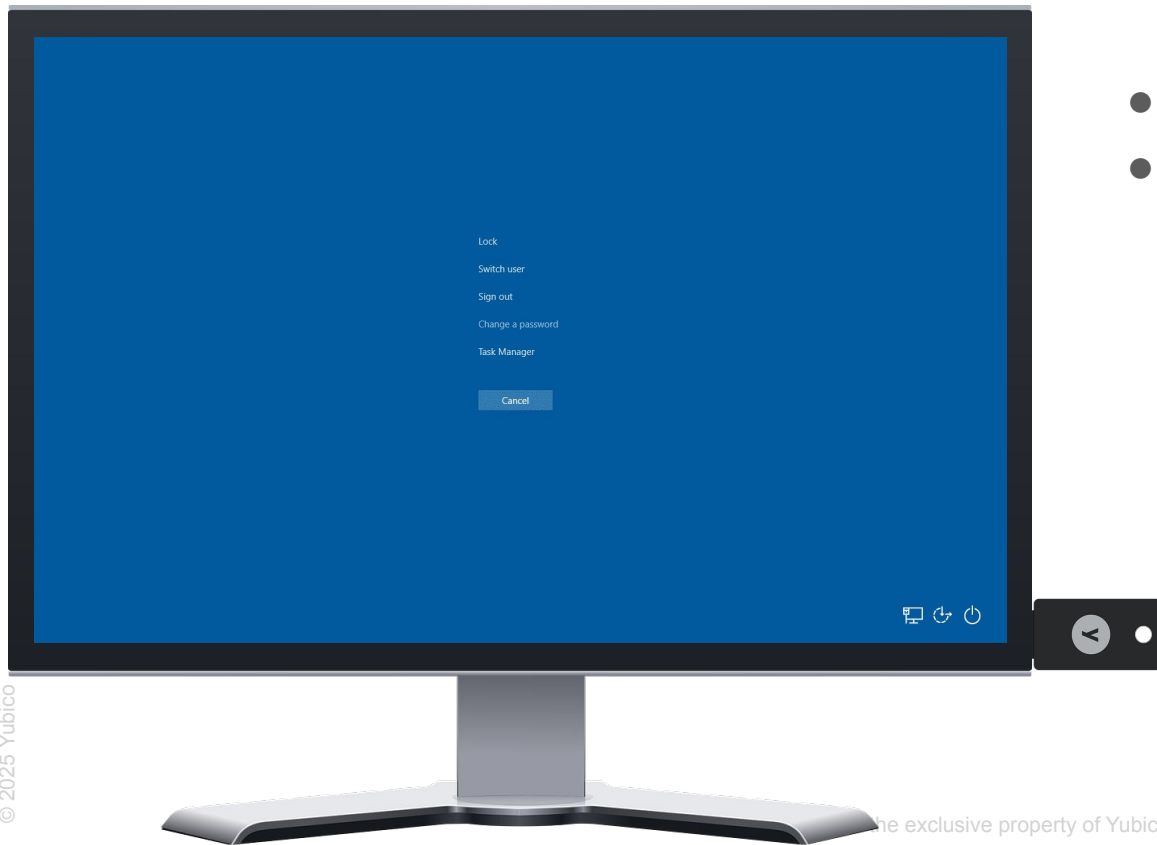 Lock
Switch user
Sign out
Change a password
Task Manager
Cancel
Y
© 2025 Yubico
he exclusive property of Yubic